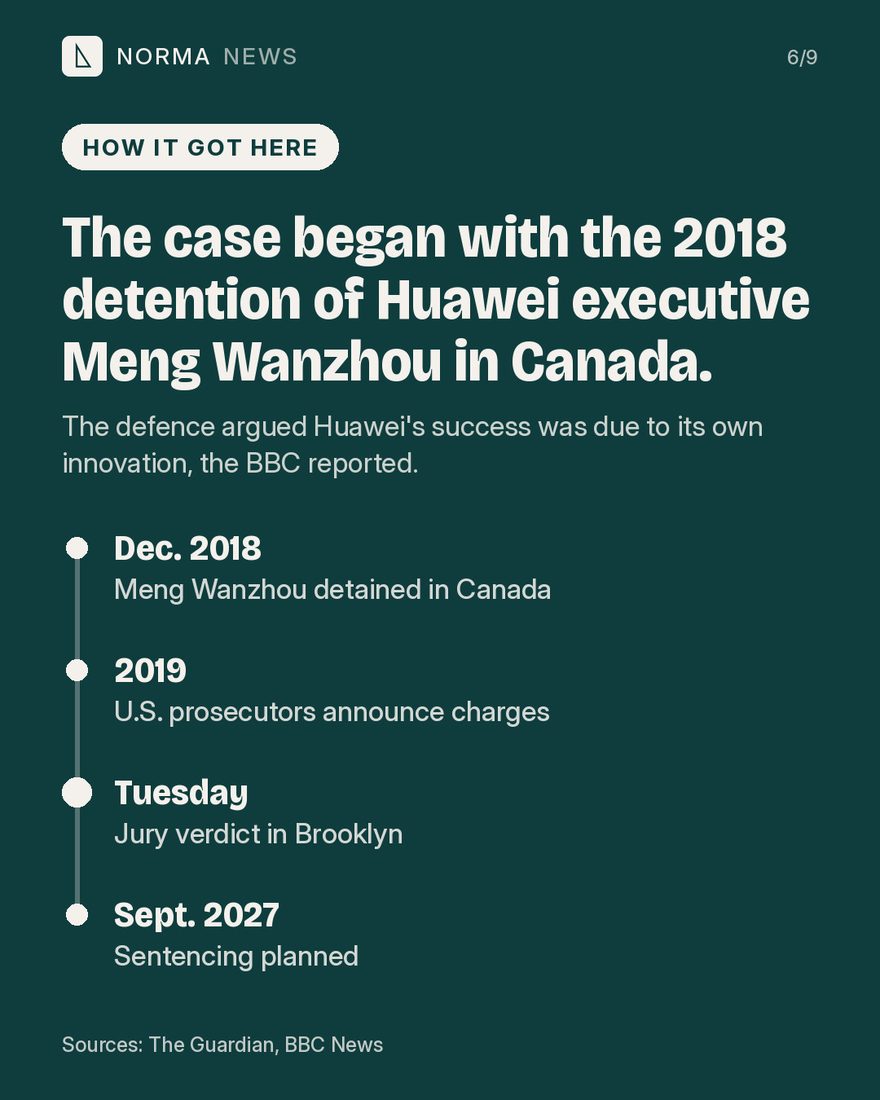 NORMA NEWS
6/9
HOW IT GOT HERE
The case began with the 2018
detention of Huawei executive
Meng Wanzhou in Canada.
The defence argued Huawei's success was due to its own
innovation, the BBC reported.
Dec. 2018
Meng Wanzhou detained in Canada
2019
U.S. prosecutors announce charges
Tuesday
Jury verdict in Brooklyn
Sept. 2027
Sentencing planned
Sources: The Guardian, BBC News